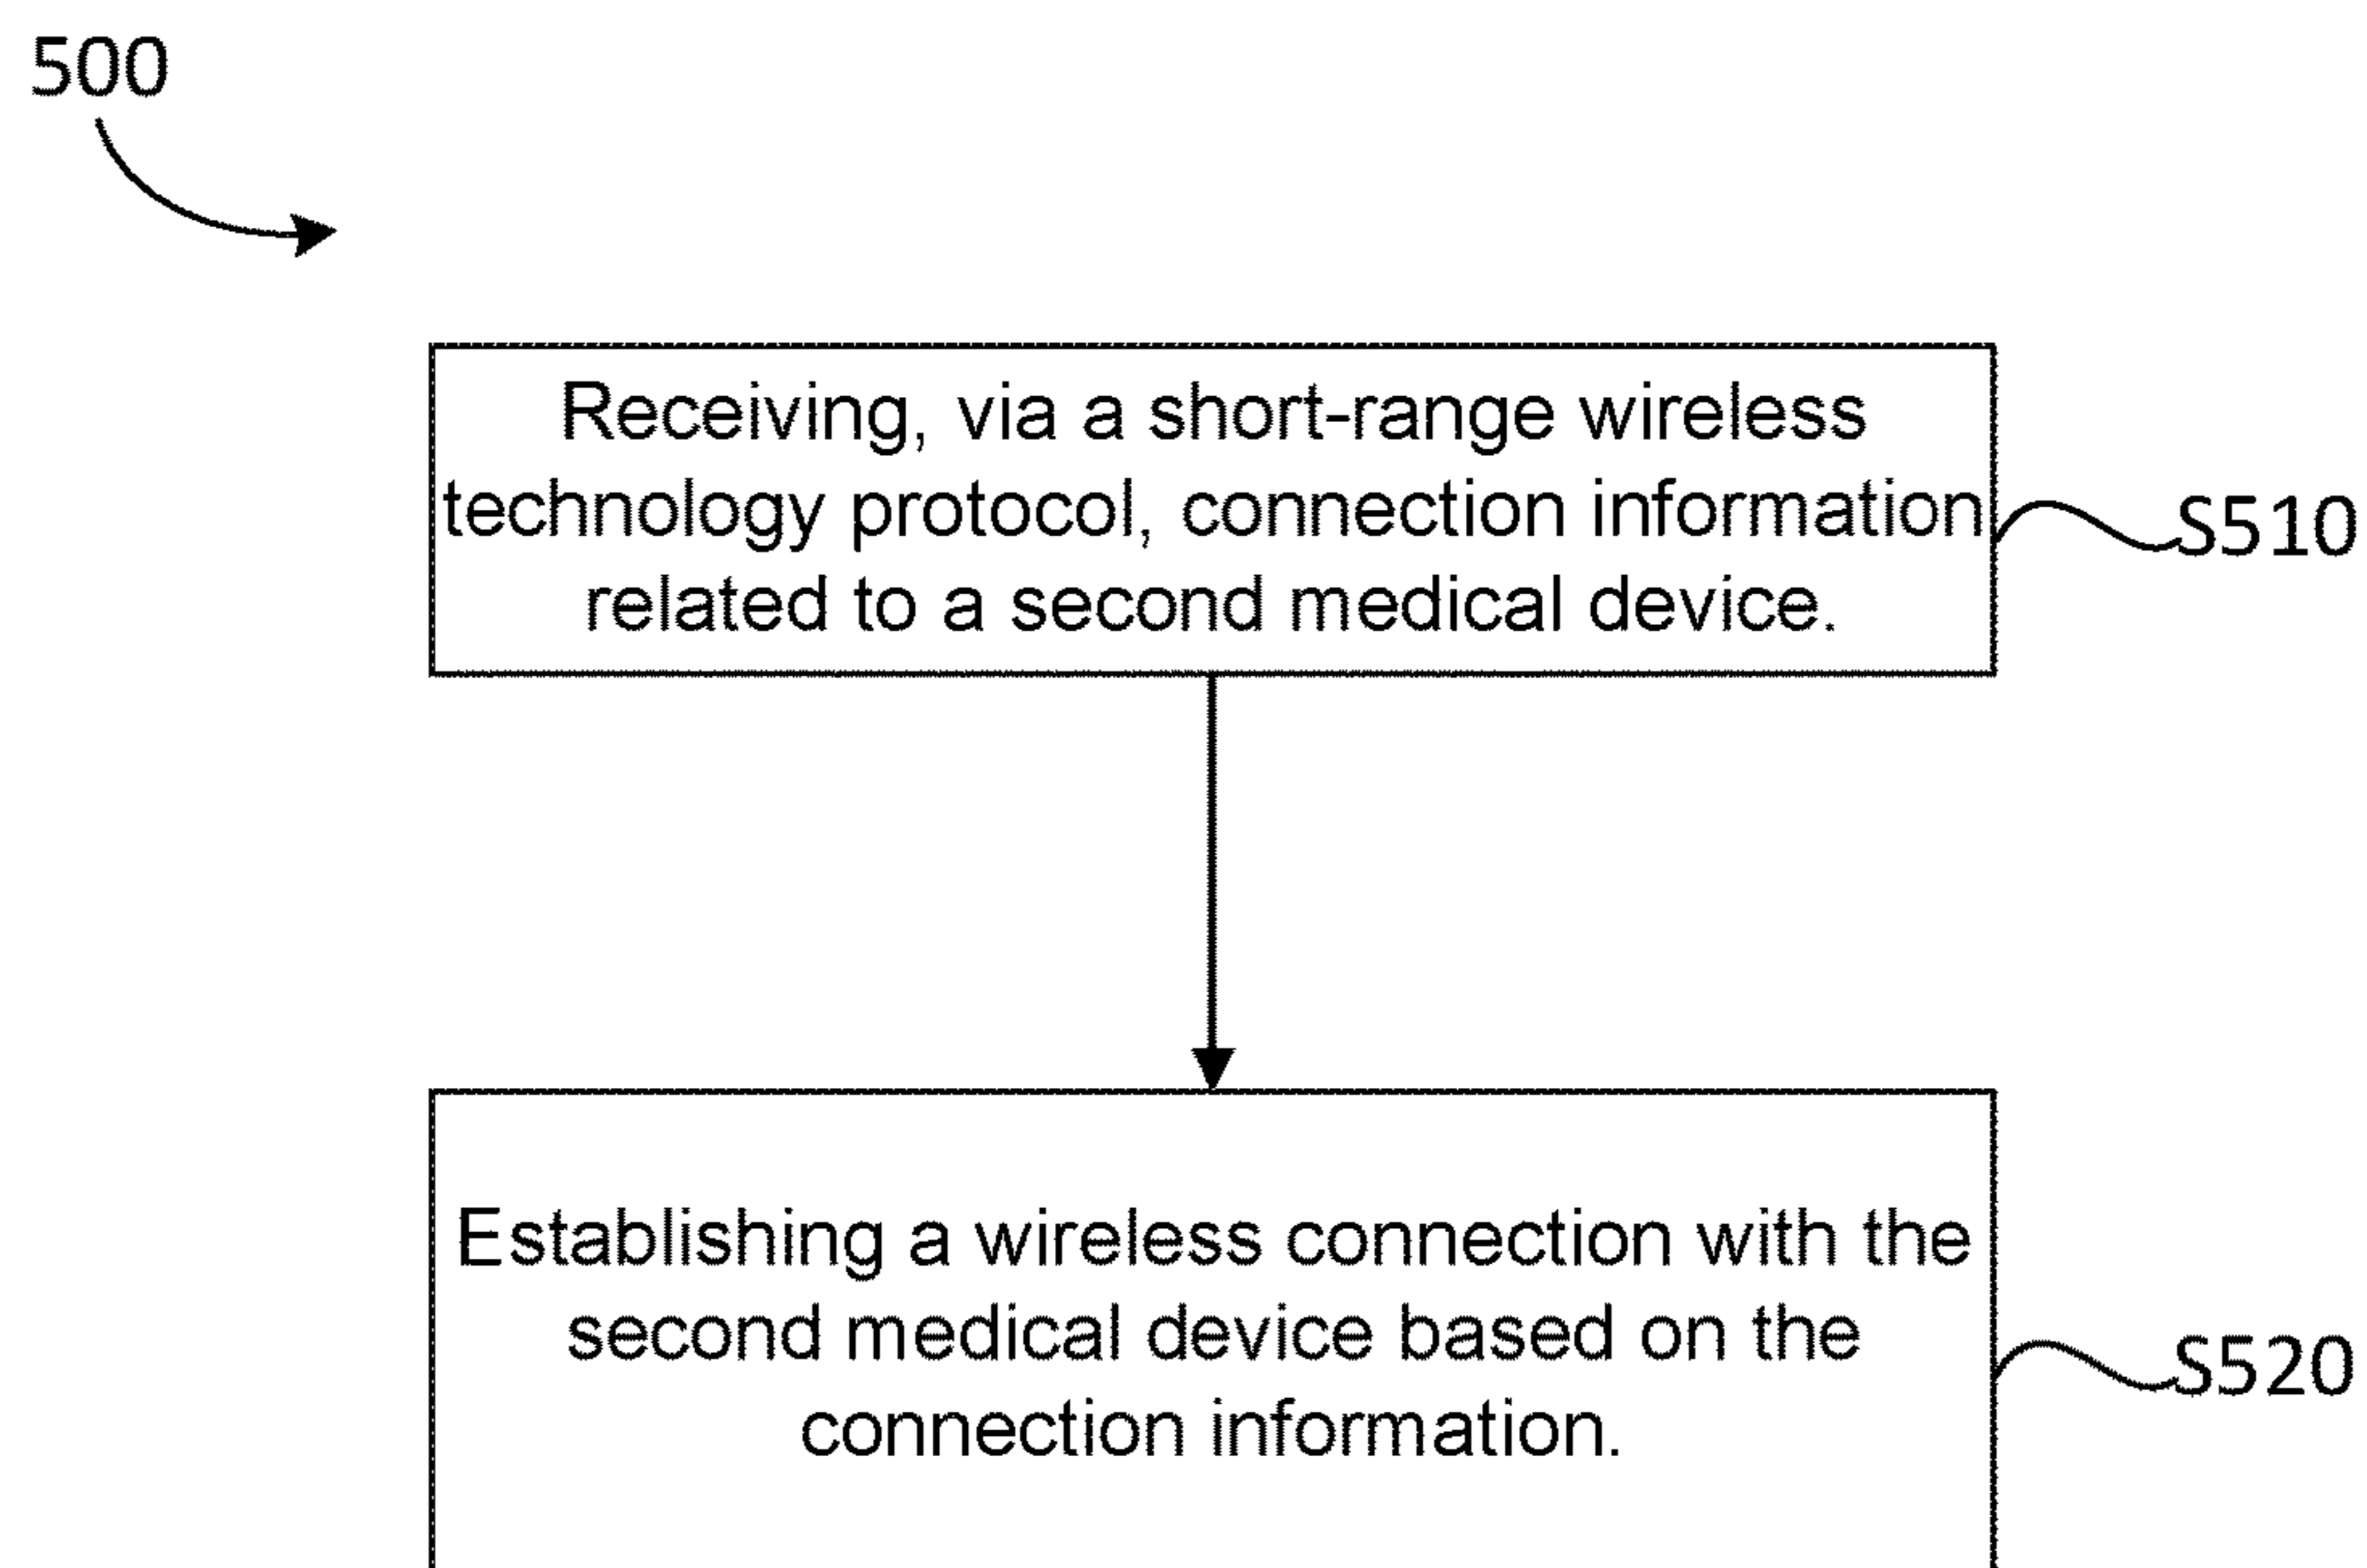 500
Receiving, via a short-range wireless
technology protocol, connection information
related to a second medical device.
S510
Establishing a wireless connection with the
second medical device based on the
connection information.
S520